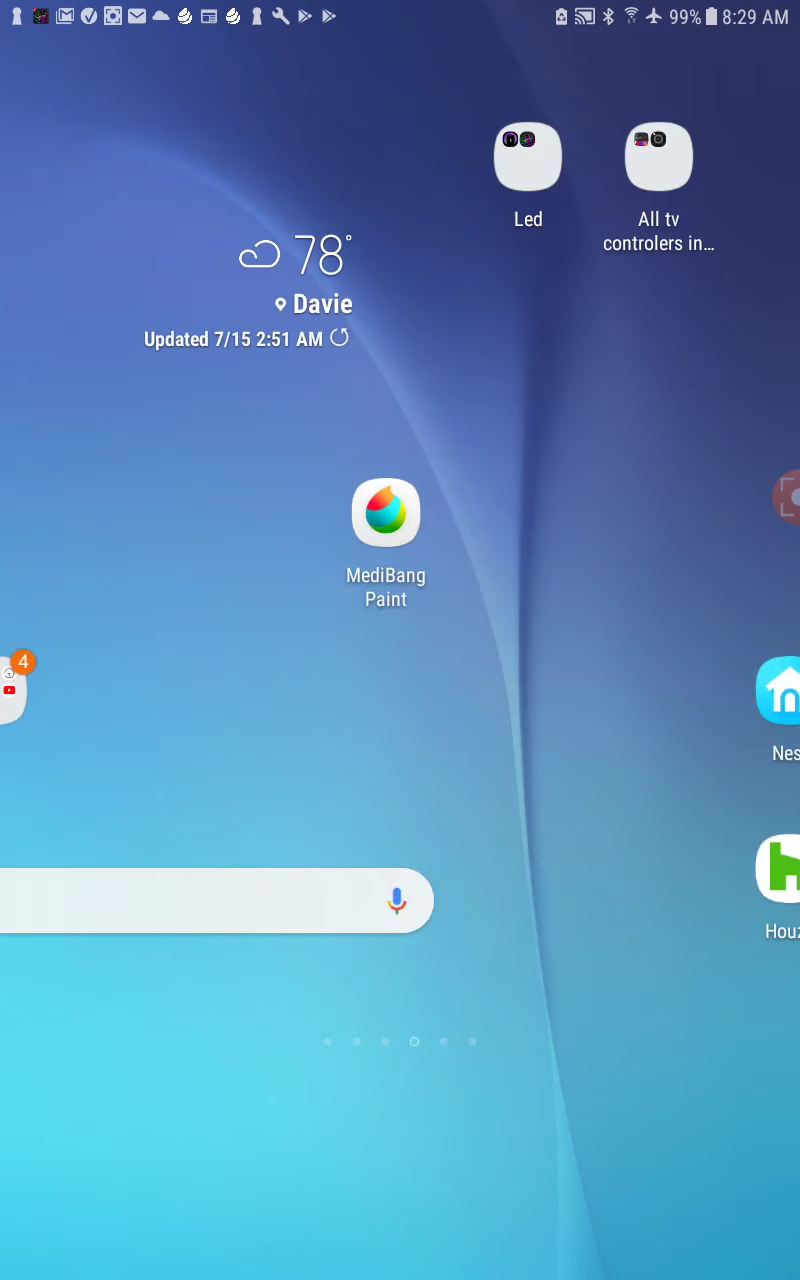 99% 8:29 AM
Led
All tv
controlers in...
78°
Davie
Updated 7/15 2:51 AM
MediBang
Paint
4
Nes
Houz